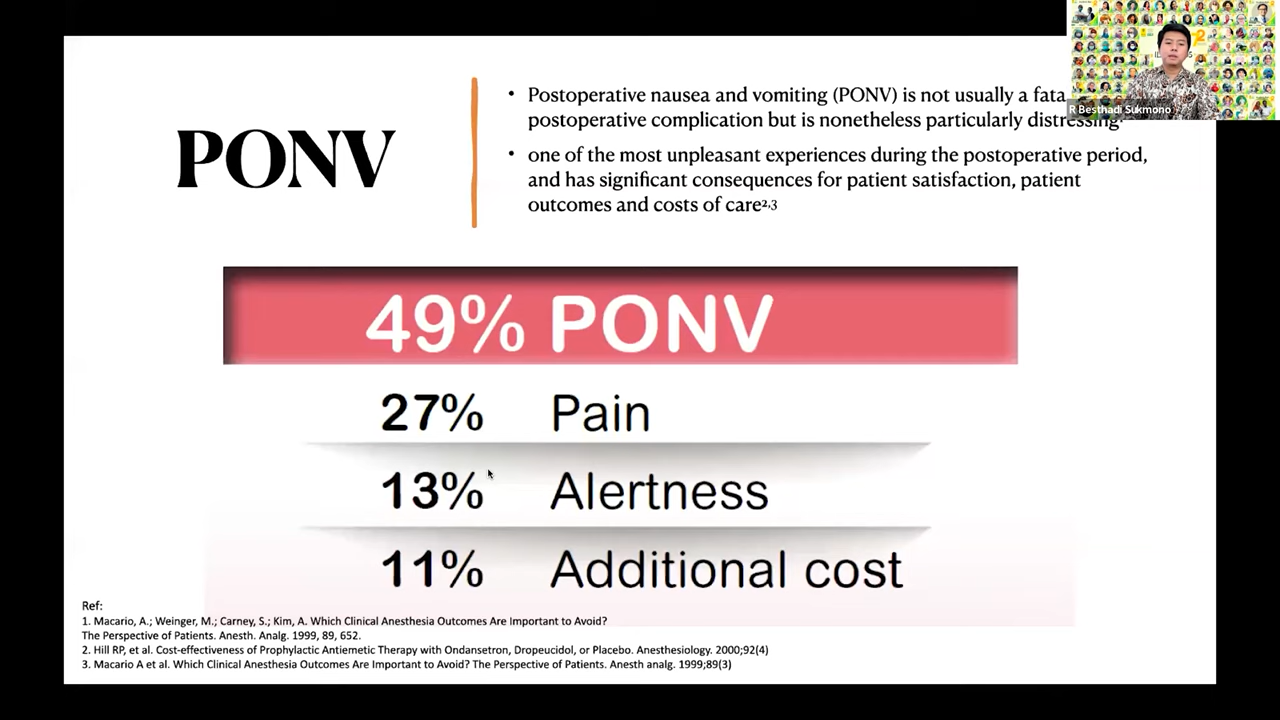 PONV
• Postoperative nausea and vomiting (PONV) is not usually a fata
postoperative complication but is nonetheless particularly distressing
• one of the most unpleasant experiences during the postoperative period,
and has significant consequences for patient satisfaction, patient
outcomes and costs of care²,³
R Besthadi Sukmono
49% PONV
27% Pain
13% Alertness
11% Additional cost
Ref:
1. Macario, A.; Weinger, M.; Carney, S.; Kim, A. Which Clinical Anesthesia Outcomes Are Important to Avoid?
The Perspective of Patients. Anesth. Analg. 1999, 89, 652.
2. Hill RP, et al. Cost-effectiveness of Prophylactic Antiemetic Therapy with Ondansetron, Dropeucidol, or Placebo. Anesthesiology. 2000;92(4)
3. Macario A et al. Which Clinical Anesthesia Outcomes Are Important to Avoid? The Perspective of Patients. Anesth analg. 1999;89(3)